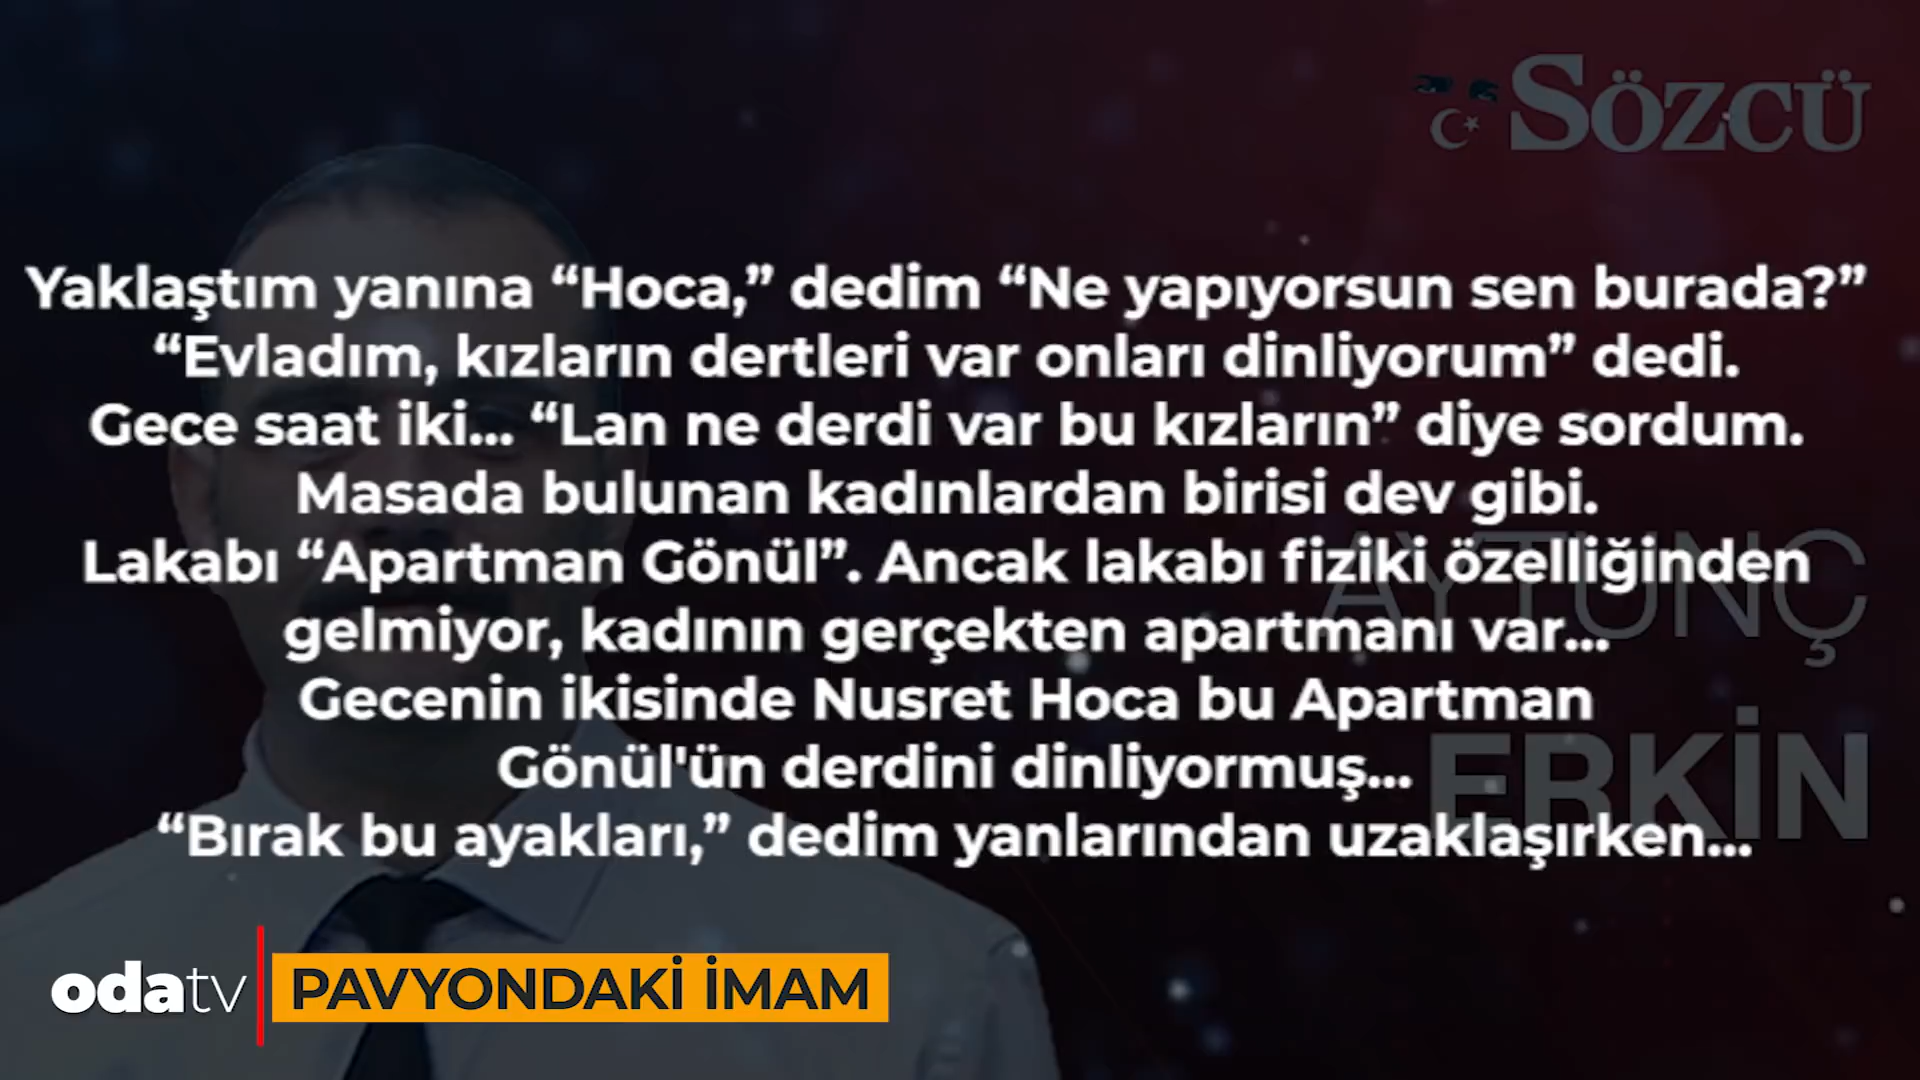 SÖZCÜ
Yaklaştım yanına “Hoca,” dedim “Ne yapıyorsun sen burada?”
“Evladım, kızların dertleri var onları dinliyorum” dedi.
Gece saat iki... “Lan ne derdi var bu kızların” diye sordum.
Masada bulunan kadınlardan birisi dev gibi.
Lakabı “Apartman Gönül”. Ancak lakabı fiziki özelliğinden
gelmiyor, kadının gerçekten apartmanı var...
Gecenin ikisinde Nusret Hoca bu Apartman
Gönül'ün derdini dinliyormuş...
“Bırak bu ayakları,” dedim yanlarından uzaklaşırken...
AYTUNÇ
ERKİN
odatv
PAVYONDAKİ İMAM